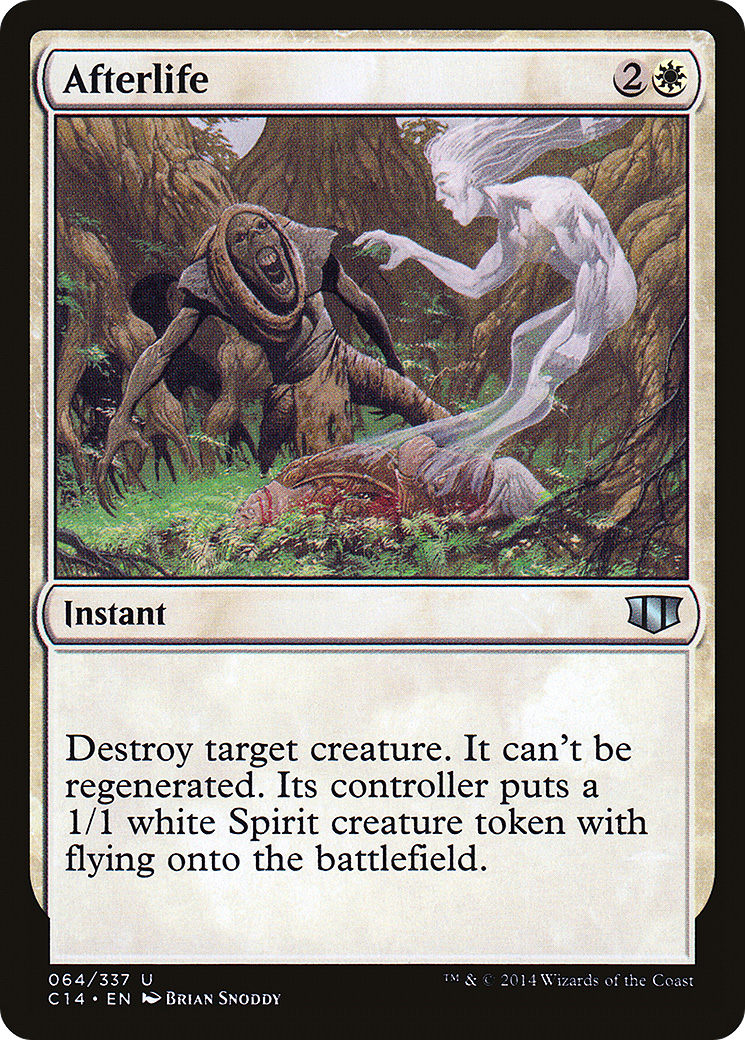 Afterlife 2
Instant
Destroy target creature. It can't be
regenerated. Its controller puts a
1/1 white Spirit creature token with
flying onto the battlefield.
064/337 U
™ & © 2014 Wizards of the Coast
C14 • EN Brian Snoddy